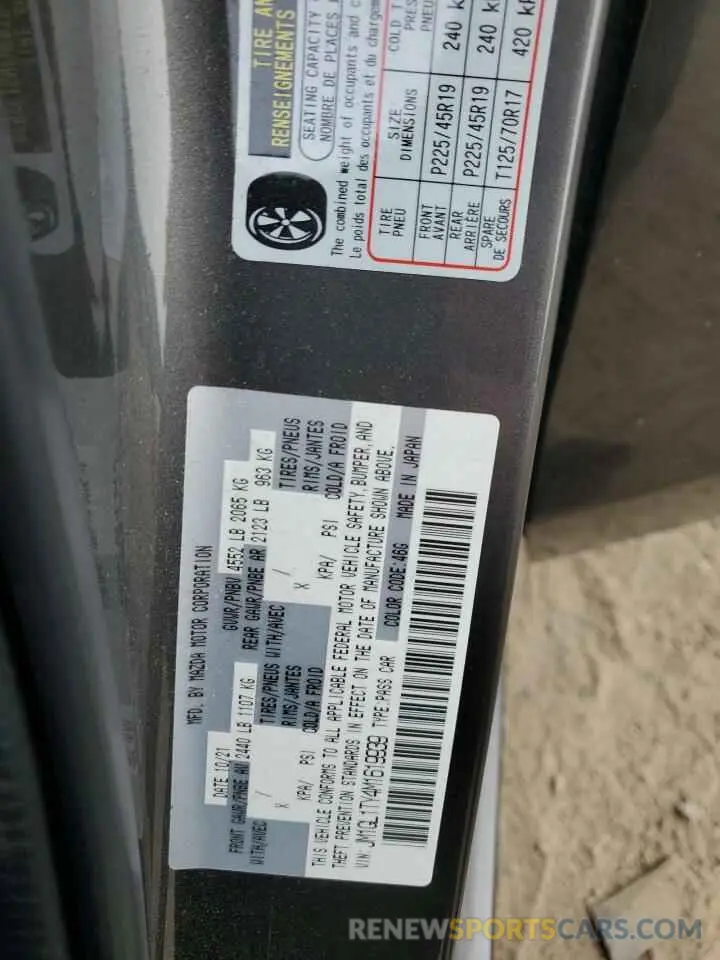 TIRE AN
RENSEIGNEMENTS
SEATING CAPACITY
NOMBRE DE PLACES
The combined weight of occupants and c
Le poids total des occupants et du chargem
TIRE
PNEU
SIZE
DIMENSIONS
COLD T
PRES
PNEU
FRONT
AVANT
P225/45R19
240 k
REAR
ARRIÈRE
P225/45R19
240 k
SPARE
DE SECOURS
T125/70R17
420 kP
MFD. BY MAZDA MOTOR CORPORATION
DATE 10/21 GVWR/PNBV 4552 LB 2065 KG
FRONT GAWR/PNBE AV 2440 LB 1107 KG REAR GAWR/PNBE AR 2123 LB 963 KG
WITH/AVEC X / TIRES/PNEUS WITH/AVEC X / TIRES/PNEUS
RIMS/JANTES RIMS/JANTES
KPA/ PSI COLD/A FROID KPA/ PSI COLD/A FROID
THIS VEHICLE CONFORMS TO ALL APPLICABLE FEDERAL MOTOR VEHICLE SAFETY, BUMPER, AND
THEFT PREVENTION STANDARDS IN EFFECT ON THE DATE OF MANUFACTURE SHOWN ABOVE.
VIN: JM1GL1TY4M1619939 TYPE: PASS CAR COLOR CODE: 46G MADE IN JAPAN
RENEWSPORTSCARS.COM